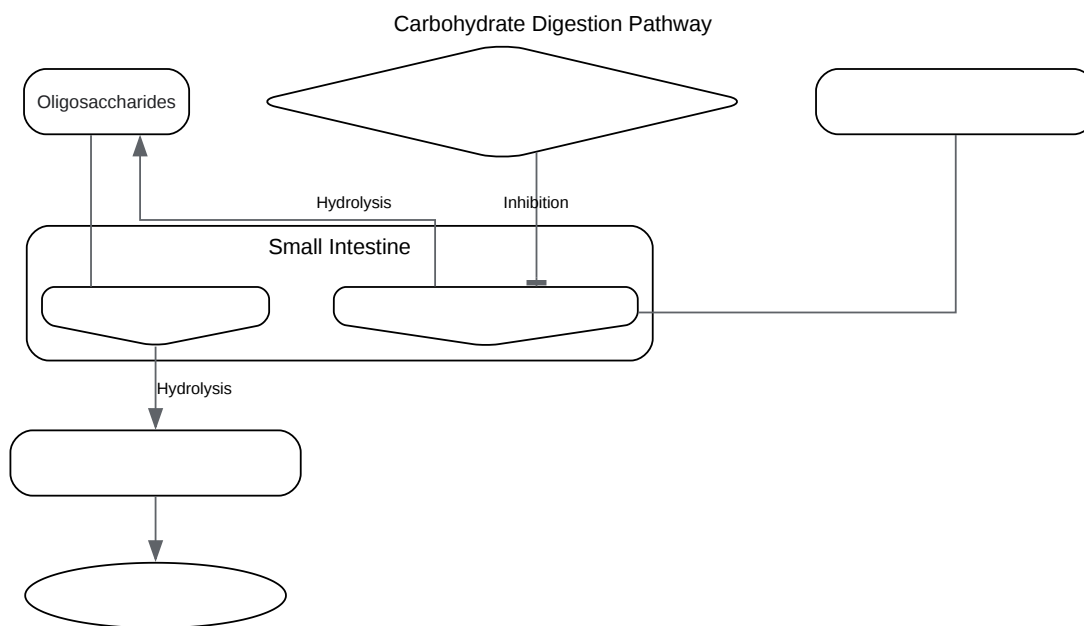 Carbohydrate Digestion Pathway
Oligosaccharides
Hydrolysis
Inhibition
Small Intestine
Hydrolysis